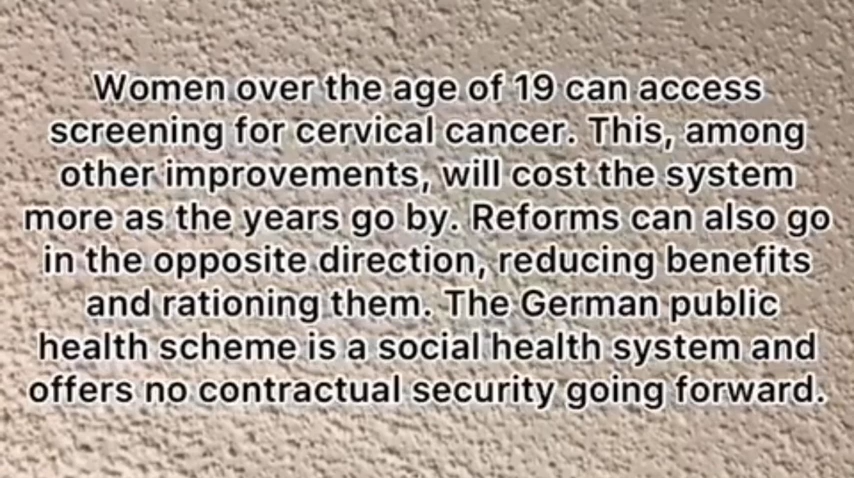 Women over the age of 19 can access
screening for cervical cancer. This, among
other improvements, will cost the system
more as the years go by. Reforms can also go
in the opposite direction, reducing benefits
and rationing them. The German public
health scheme is a social health system and
offers no contractual security going forward.